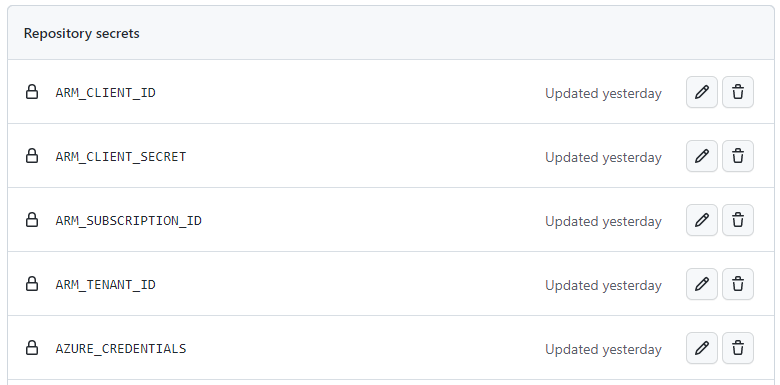 Repository secrets
ARM_CLIENT_ID Updated yesterday
ARM_CLIENT_SECRET Updated yesterday
ARM_SUBSCRIPTION_ID Updated yesterday
ARM_TENANT_ID Updated yesterday
AZURE_CREDENTIALS Updated yesterday